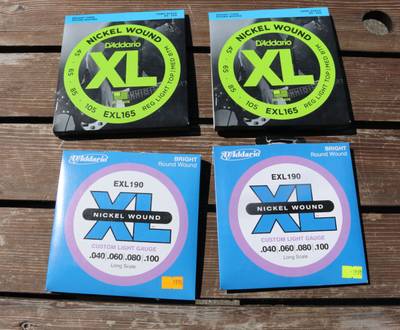 NICKEL WOUND
D'Addario
XL
45 65 85 105 EXL165 REG LIGHT TOP/MED BTM
NICKEL WOUND
D'Addario
XL
45 65 85 105 EXL165 REG LIGHT TOP/MED BTM
D'Addario
BRIGHT
Round Wound
EXL190
XL
NICKEL WOUND
CUSTOM LIGHT GAUGE
.040 .060 .080 .100
Long Scale
D'Addario
BRIGHT
Round Wound
EXL190
XL
NICKEL WOUND
CUSTOM LIGHT GAUGE
.040 .060 .080 .100
Long Scale